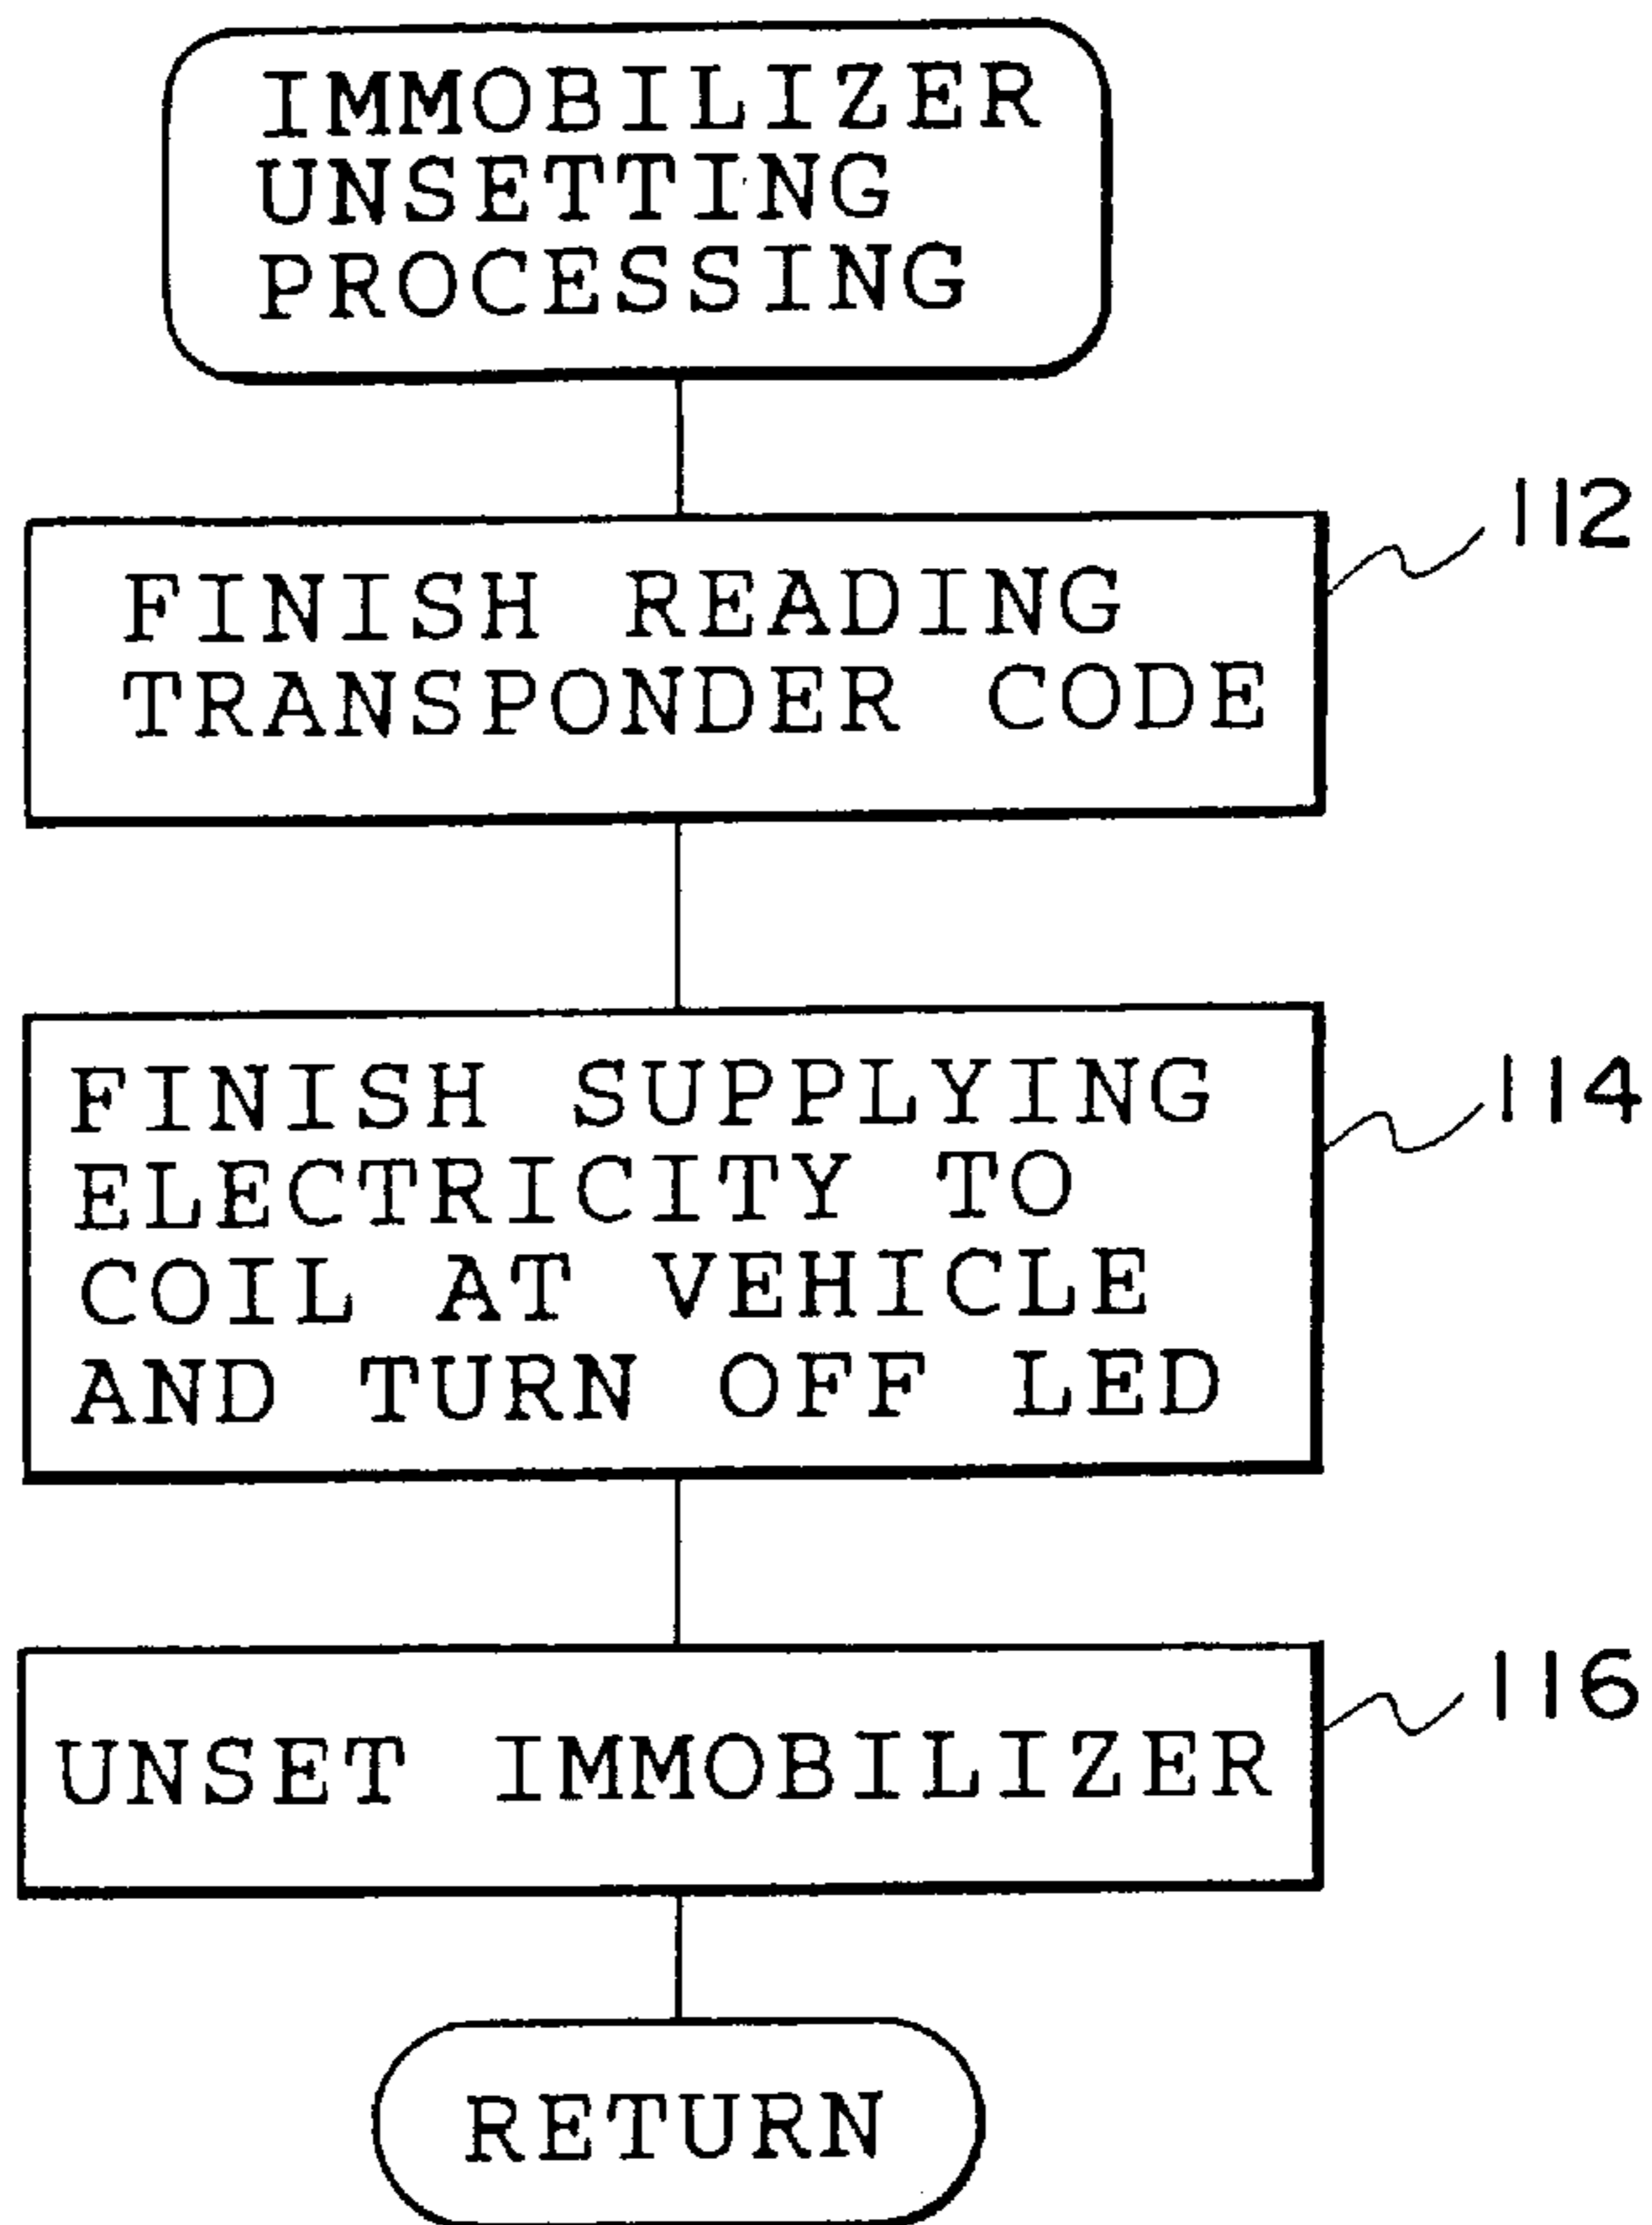 IMMOBILIZER
UNSETTING
PROCESSING
112
FINISH READING
TRANSPONDER CODE
114
FINISH SUPPLYING
ELECTRICITY TO
COIL AT VEHICLE
AND TURN OFF LED
116
UNSET IMMOBILIZER
RETURN